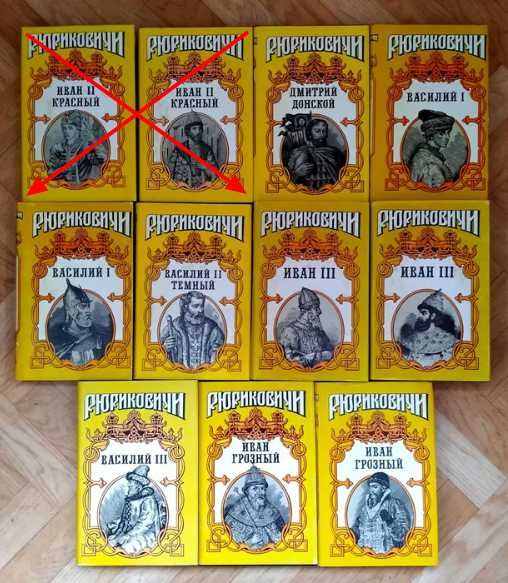 РЮРИКОВИЧИ
ИВАН II
КРАСНЫЙ
РЮРИКОВИЧИ
ИВАН II
КРАСНЫЙ
РЮРИКОВИЧИ
ДМИТРИЙ
ДОНСКОЙ
РЮРИКОВИЧИ
ВАСИЛИЙ I
РЮРИКОВИЧИ
ВАСИЛИЙ I
РЮРИКОВИЧИ
ВАСИЛИЙ II
ТЕМНЫЙ
РЮРИКОВИЧИ
ИВАН III
РЮРИКОВИЧИ
ИВАН III
РЮРИКОВИЧИ
ВАСИЛИЙ III
РЮРИКОВИЧИ
ИВАН
ГРОЗНЫЙ
РЮРИКОВИЧИ
ИВАН
ГРОЗНЫЙ